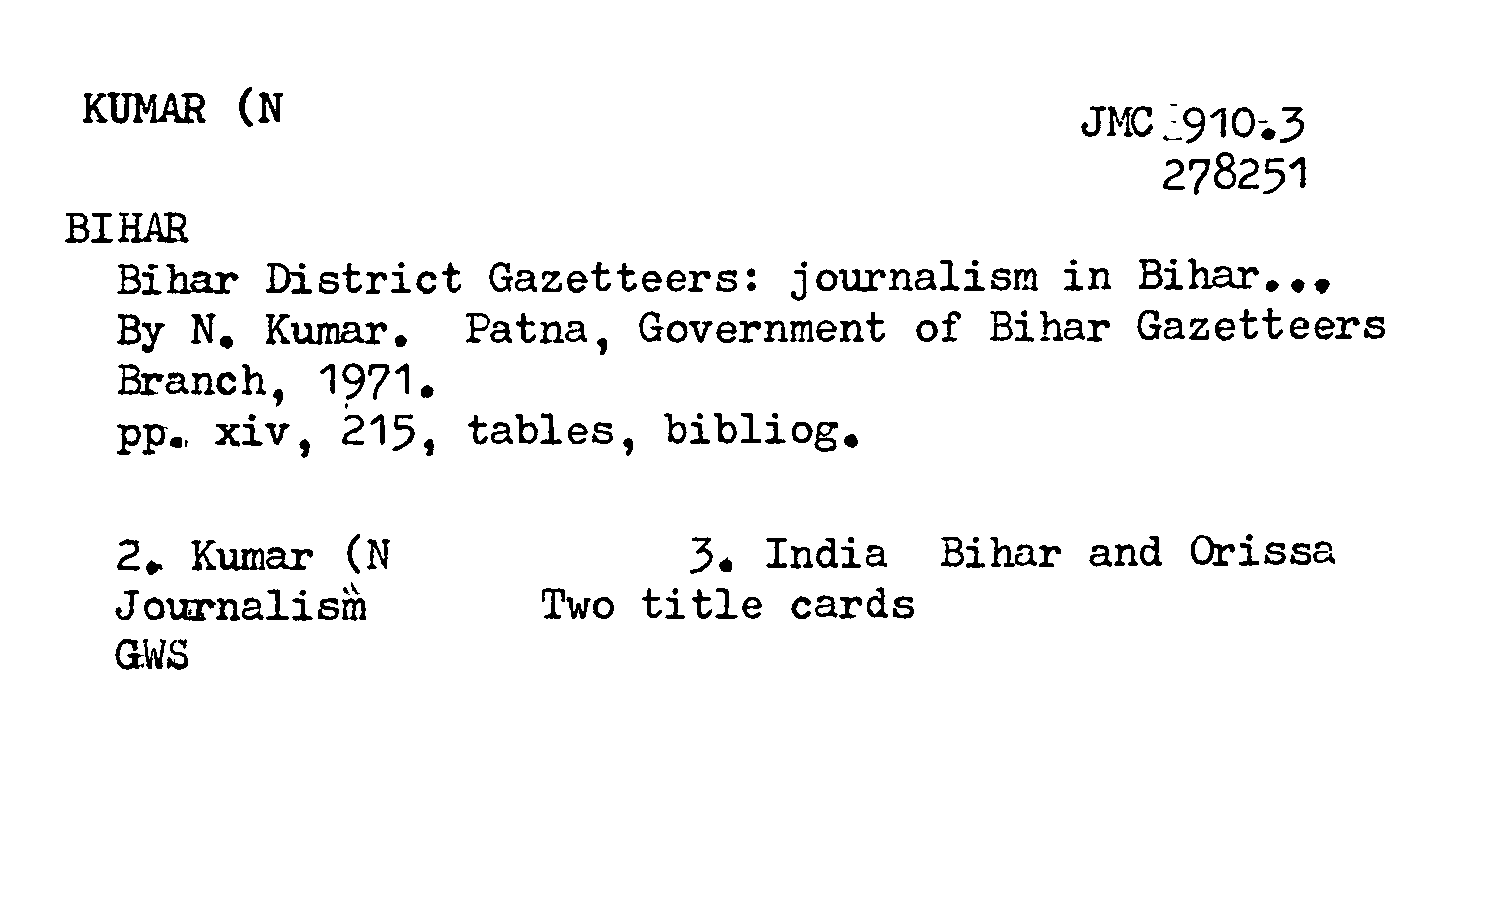 KUMAR (N
JMC 910.3
278251
BIHAR
Bihar District Gazetteers: journalism in Bihar...
By N. Kumar. Patna, Government of Bihar Gazetteers
Branch, 1971.
pp. xiv, 215, tables, bibliog.
2. Kumar (N 3. India Bihar and Orissa
Journalism Two title cards
GWS